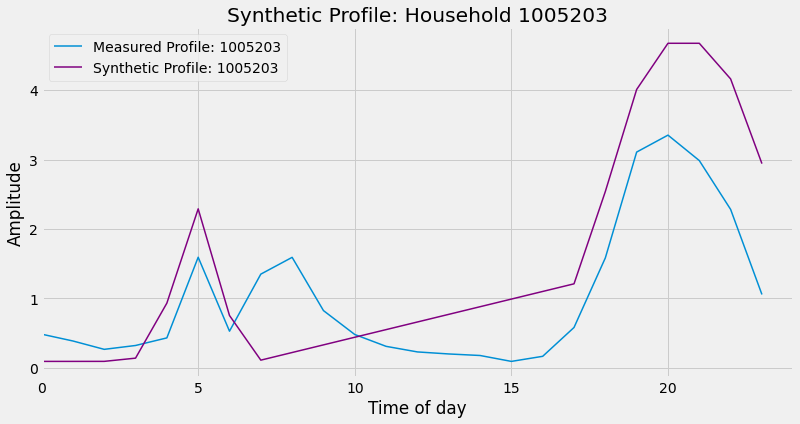 Synthetic Profile: Household 1005203
Measured Profile: 1005203
Synthetic Profile: 1005203
Amplitude
4
3
2
1
0
0 5 10 15 20
Time of day